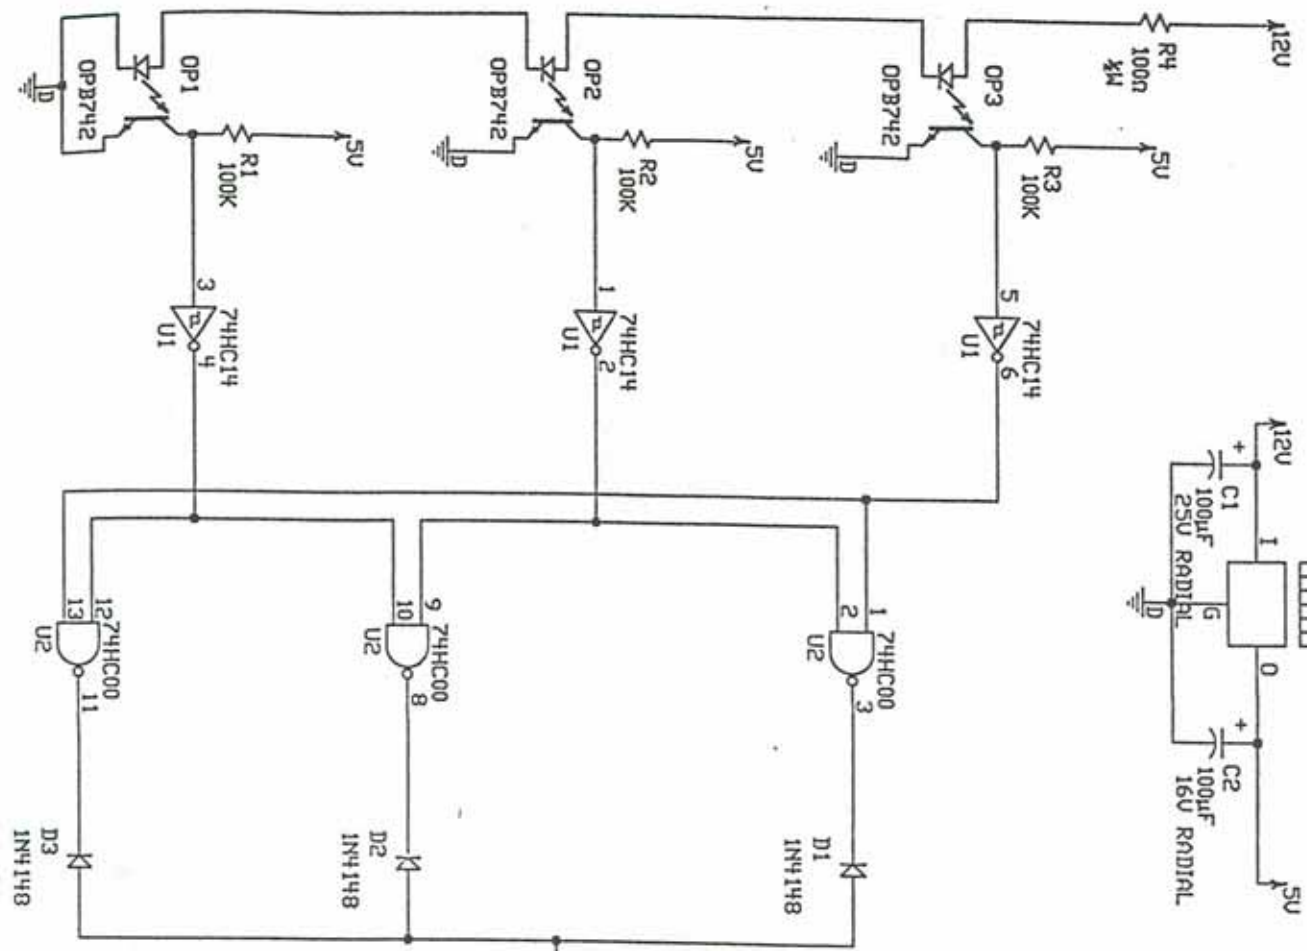 12V
R4
100Ω
½W
OP3
OPB742
5V
R3
100K
D
OP2
OPB742
5V
R2
100K
D
OP1
OPB742
5V
R1
100K
D
5
74HC14
U1
6
1
74HC14
U1
2
3
74HC14
U1
4
12V
+
C1
100µF
25V RADIAL
I
G
D
O
+
C2
100µF
16V RADIAL
5V
1
2
74HC00
U2
3
9
10
74HC00
U2
8
12
13
74HC00
U2
11
D1
1N4148
D2
1N4148
D3
1N4148